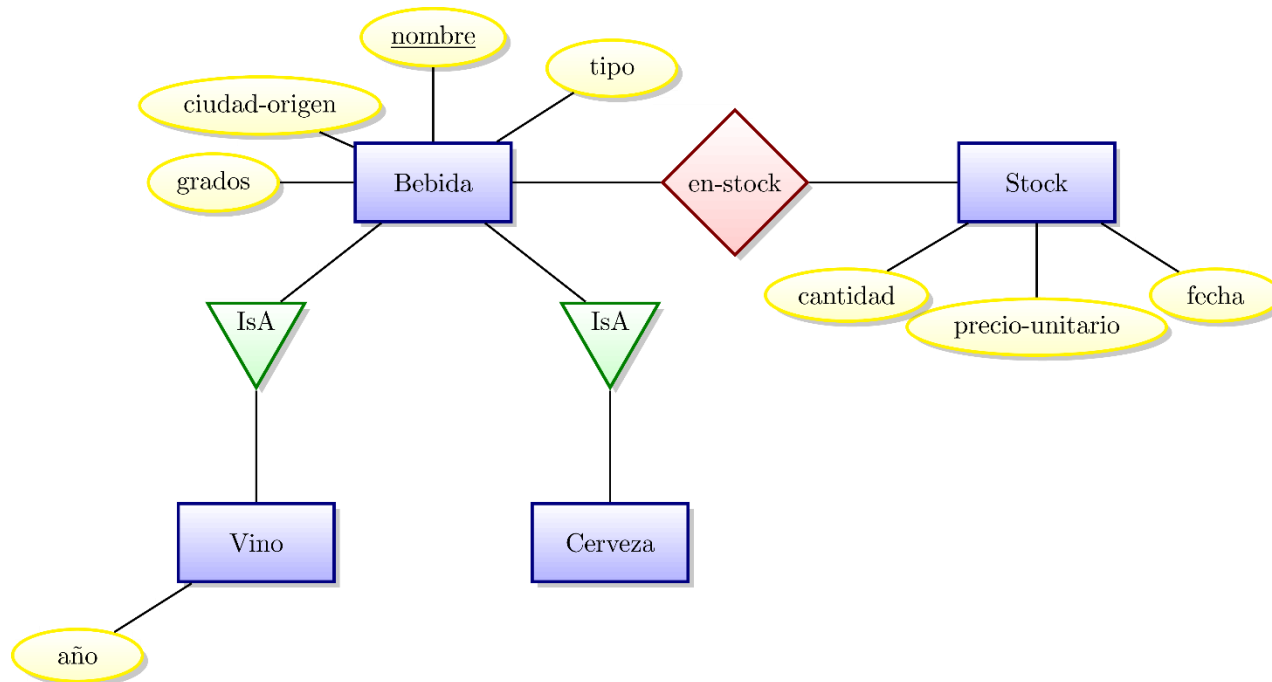 nombre
tipo
ciudad-origen
grados
Bebida
en-stock
Stock
cantidad
precio-unitario
fecha
IsA
IsA
Vino
Cerveza
año